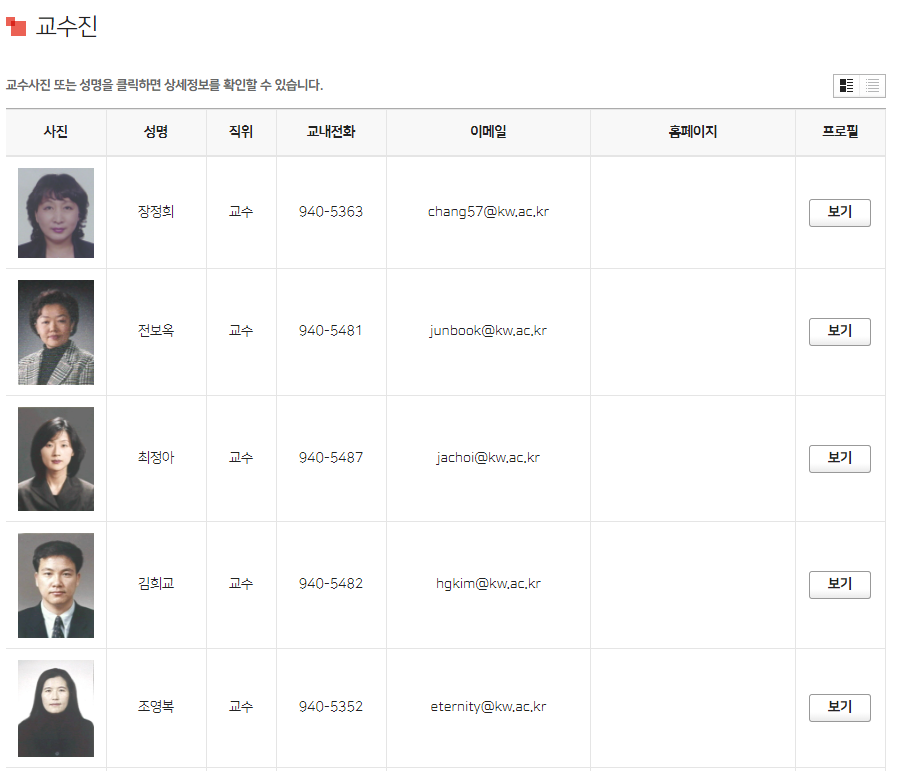 교수진
교수사진 또는 성명을 클릭하면 상세정보를 확인할 수 있습니다.
사진 성명 직위 교내전화 이메일 홈페이지 프로필
장정희 교수 940-5363 chang57@kw.ac.kr 보기
전보옥 교수 940-5481 junbook@kw.ac.kr 보기
최정아 교수 940-5487 jachoi@kw.ac.kr 보기
김희교 교수 940-5482 hgkim@kw.ac.kr 보기
조영복 교수 940-5352 eternity@kw.ac.kr 보기